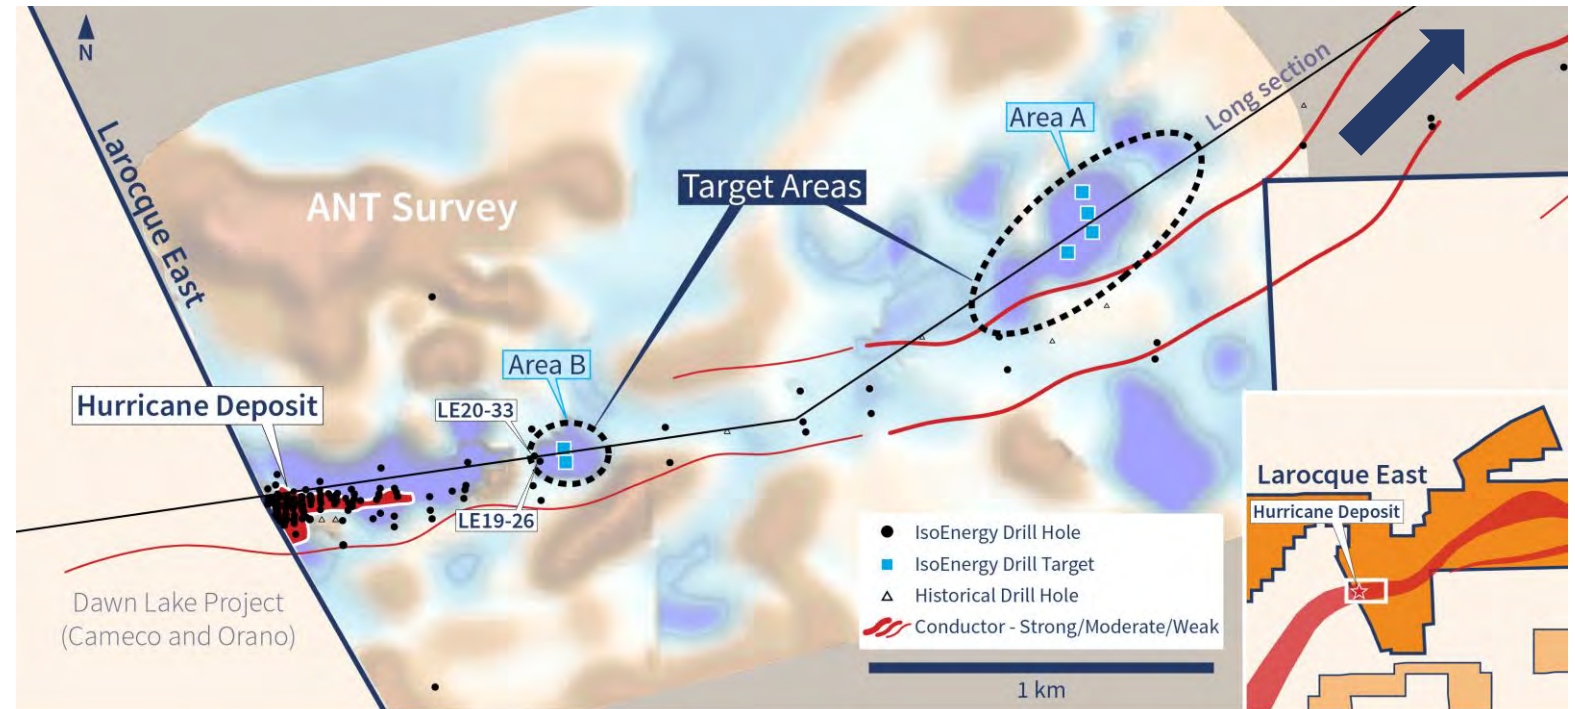 N
Larocque East
ANT Survey
Target Areas
Area A
Long section
Area B
Hurricane Deposit
LE20-33
LE19-26
Dawn Lake Project
(Cameco and Orano)
IsoEnergy Drill Hole
IsoEnergy Drill Target
Historical Drill Hole
Conductor - Strong/Moderate/Weak
1 km
Larocque East
Hurricane Deposit